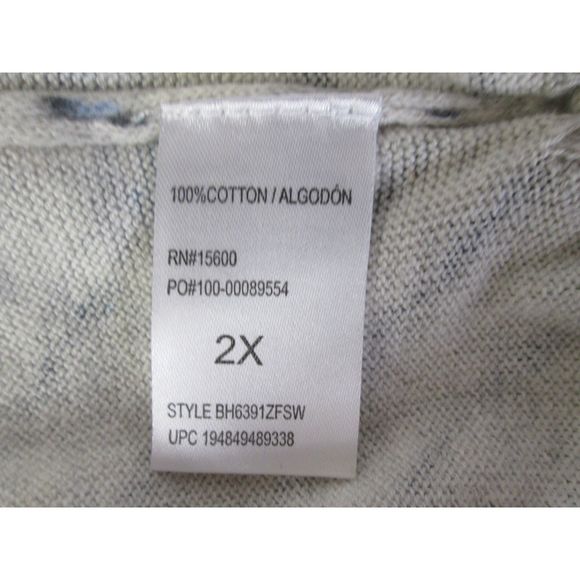 100%COTTON / ALGODÓN
RN#15600
PO#100-00089554
2X
STYLE BH6391ZFSW
UPC 194849489338